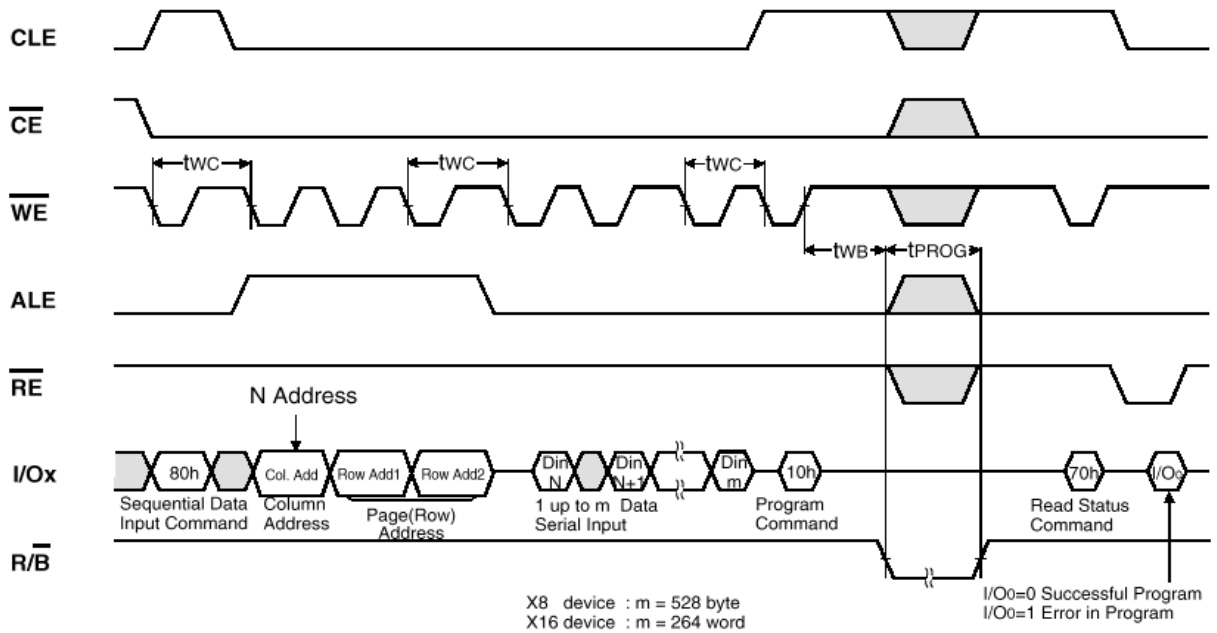 CLE
CE
tWC
tWC
tWC
WE
tWB
tPROG
ALE
RE
N Address
I/Ox
80h
Col. Add
Row Add1
Row Add2
Din
N
Din
N+1
Din
m
10h
70h
I/O0
Sequential Data
Input Command
Column
Address
Page(Row)
Address
1 up to m Data
Serial Input
Program
Command
Read Status
Command
R/B
X8 device : m = 528 byte
X16 device : m = 264 word
I/O0=0 Successful Program
I/O0=1 Error in Program